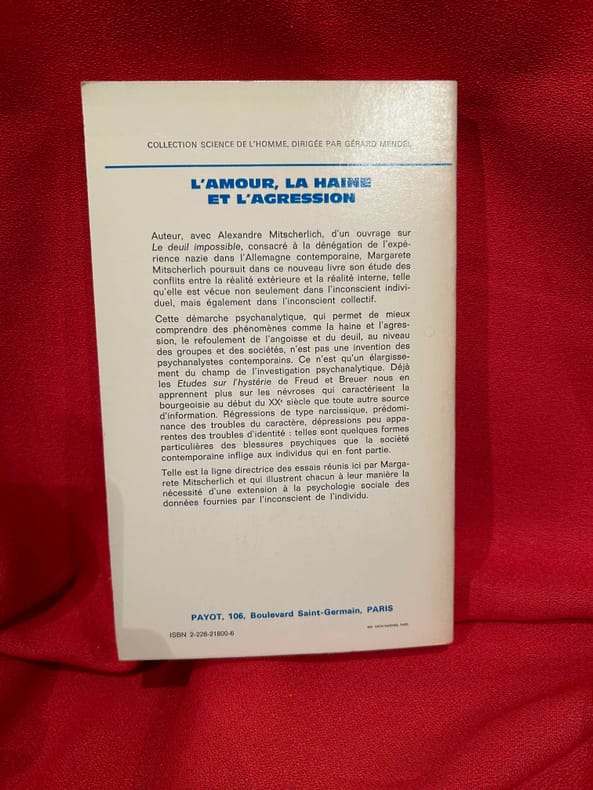 COLLECTION SCIENCE DE L'HOMME, DIRIGÉE PAR GÉRARD MENDEL
L'AMOUR, LA HAINE
ET L'AGRESSION
Auteur, avec Alexandre Mitscherlich, d'un ouvrage sur
Le deuil impossible, consacré à la dénégation de l'expé-
rience nazie dans l'Allemagne contemporaine, Margarete
Mitscherlich poursuit dans ce nouveau livre son étude des
conflits entre la réalité extérieure et la réalité interne, telle
qu'elle est vécue non seulement dans l'inconscient indivi-
duel, mais également dans l'inconscient collectif.
Cette démarche psychanalytique, qui permet de mieux
comprendre des phénomènes comme la haine et l'agres-
sion, le refoulement de l'angoisse et du deuil, au niveau
des groupes et des sociétés, n'est pas une invention des
psychanalystes contemporains. Ce n'est qu'un élargisse-
ment du champ de l'investigation psychanalytique. Déjà
les Etudes sur l'hystérie de Freud et Breuer nous en
apprennent plus sur les névroses qui caractérisent la
bourgeoisie au début du XXe siècle que toute autre source
d'information. Régressions de type narcissique, prédomi-
nance des troubles du caractère, dépressions peu appa-
rentes des troubles d'identité : telles sont quelques formes
particulières des blessures psychiques que la société
contemporaine inflige aux individus qui en font partie.
Telle est la ligne directrice des essais réunis ici par Marga-
rete Mitscherlich et qui illustrent chacun à leur manière la
nécessité d'une extension à la psychologie sociale des
données fournies par l'inconscient de l'individu.
PAYOT, 106, Boulevard Saint-Germain, PARIS
ISBN 2-228-21800-6